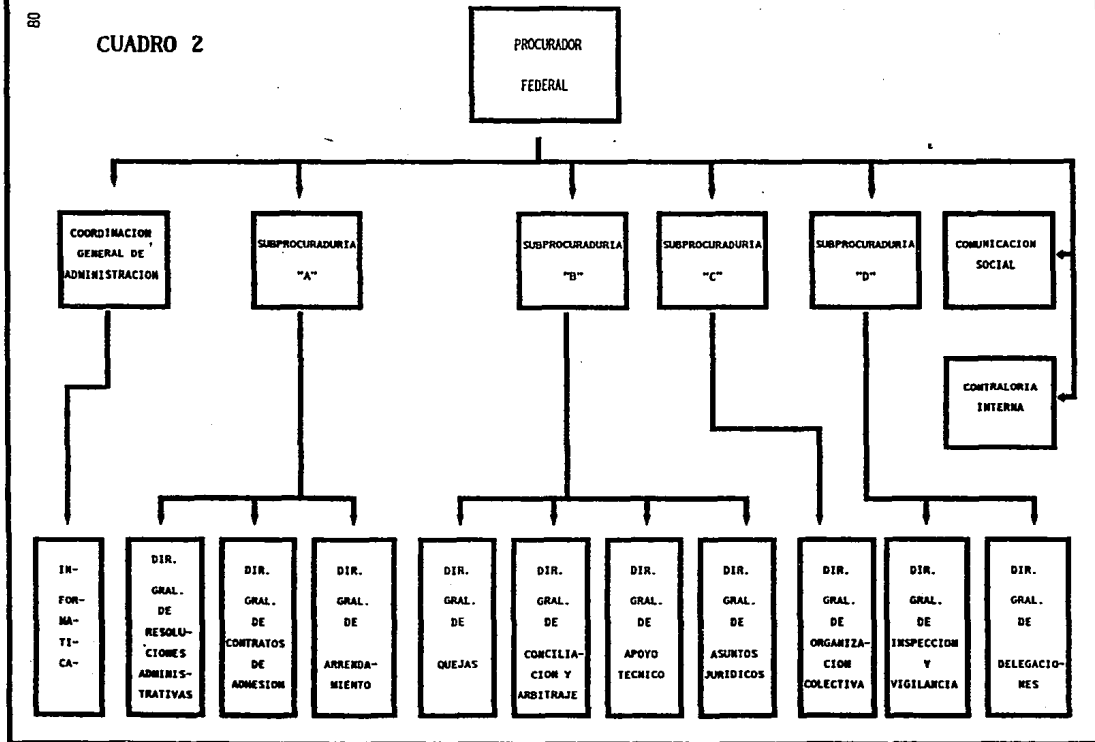 80
CUADRO 2
PROCURADOR
FEDERAL
COORDINACION
GENERAL DE
ADMINISTRACION
SUBPROCURADURIA
"A"
SUBPROCURADURIA
"B"
SUBPROCURADURIA
"C"
SUBPROCURADURIA
"D"
COMUNICACION
SOCIAL
CONTRALORIA
INTERNA
IN-
FOR-
MA-
TI-
CA-
DIR.
GRAL.
DE
RESOLU-
CIONES
ADMINIS-
TRATIVAS
DIR.
GRAL.
DE
CONTRATOS
DE
ADHESION
DIR.
GRAL.
DE
ARRENDA-
MIENTO
DIR.
GRAL.
DE
QUEJAS
DIR.
GRAL.
DE
CONCILIA-
CION Y
ARBITRAJE
DIR.
GRAL.
DE
APOYO
TECNICO
DIR.
GRAL.
DE
ASUNTOS
JURIDICOS
DIR.
GRAL.
DE
ORGANIZA-
CION
COLECTIVA
DIR.
GRAL.
DE
INSPECCION
Y
VIGILANCIA
DIR.
GRAL.
DE
DELEGACIO-
NES